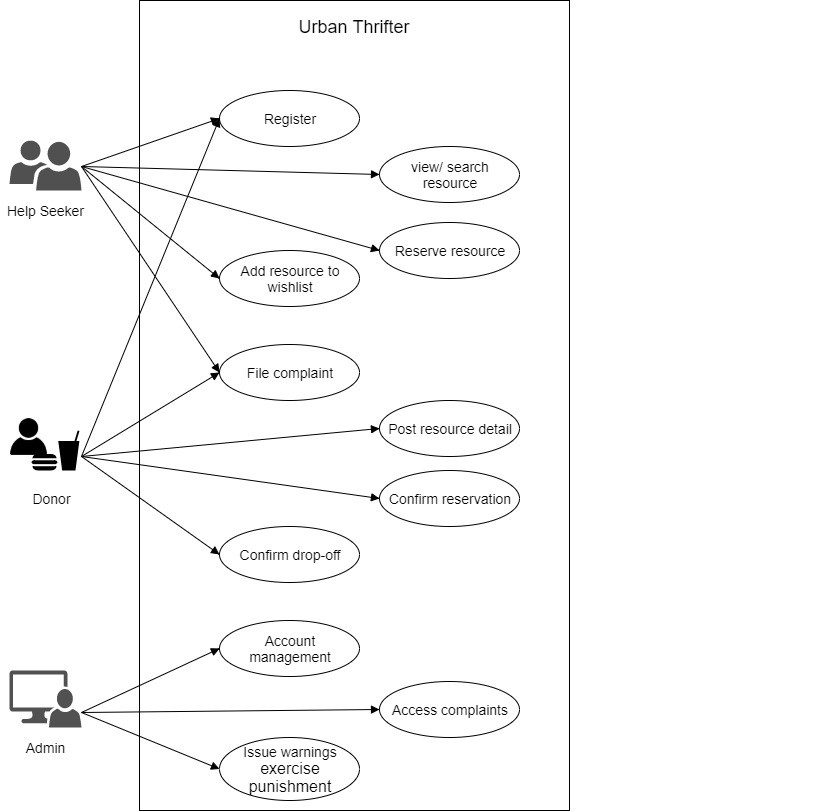 Urban Thrifter
Register
view/ search
resource
Help Seeker
Reserve resource
Add resource to
wishlist
File complaint
Post resource detail
Donor
Confirm reservation
Confirm drop-off
Account
management
Access complaints
Admin
Issue warnings
exercise
punishment